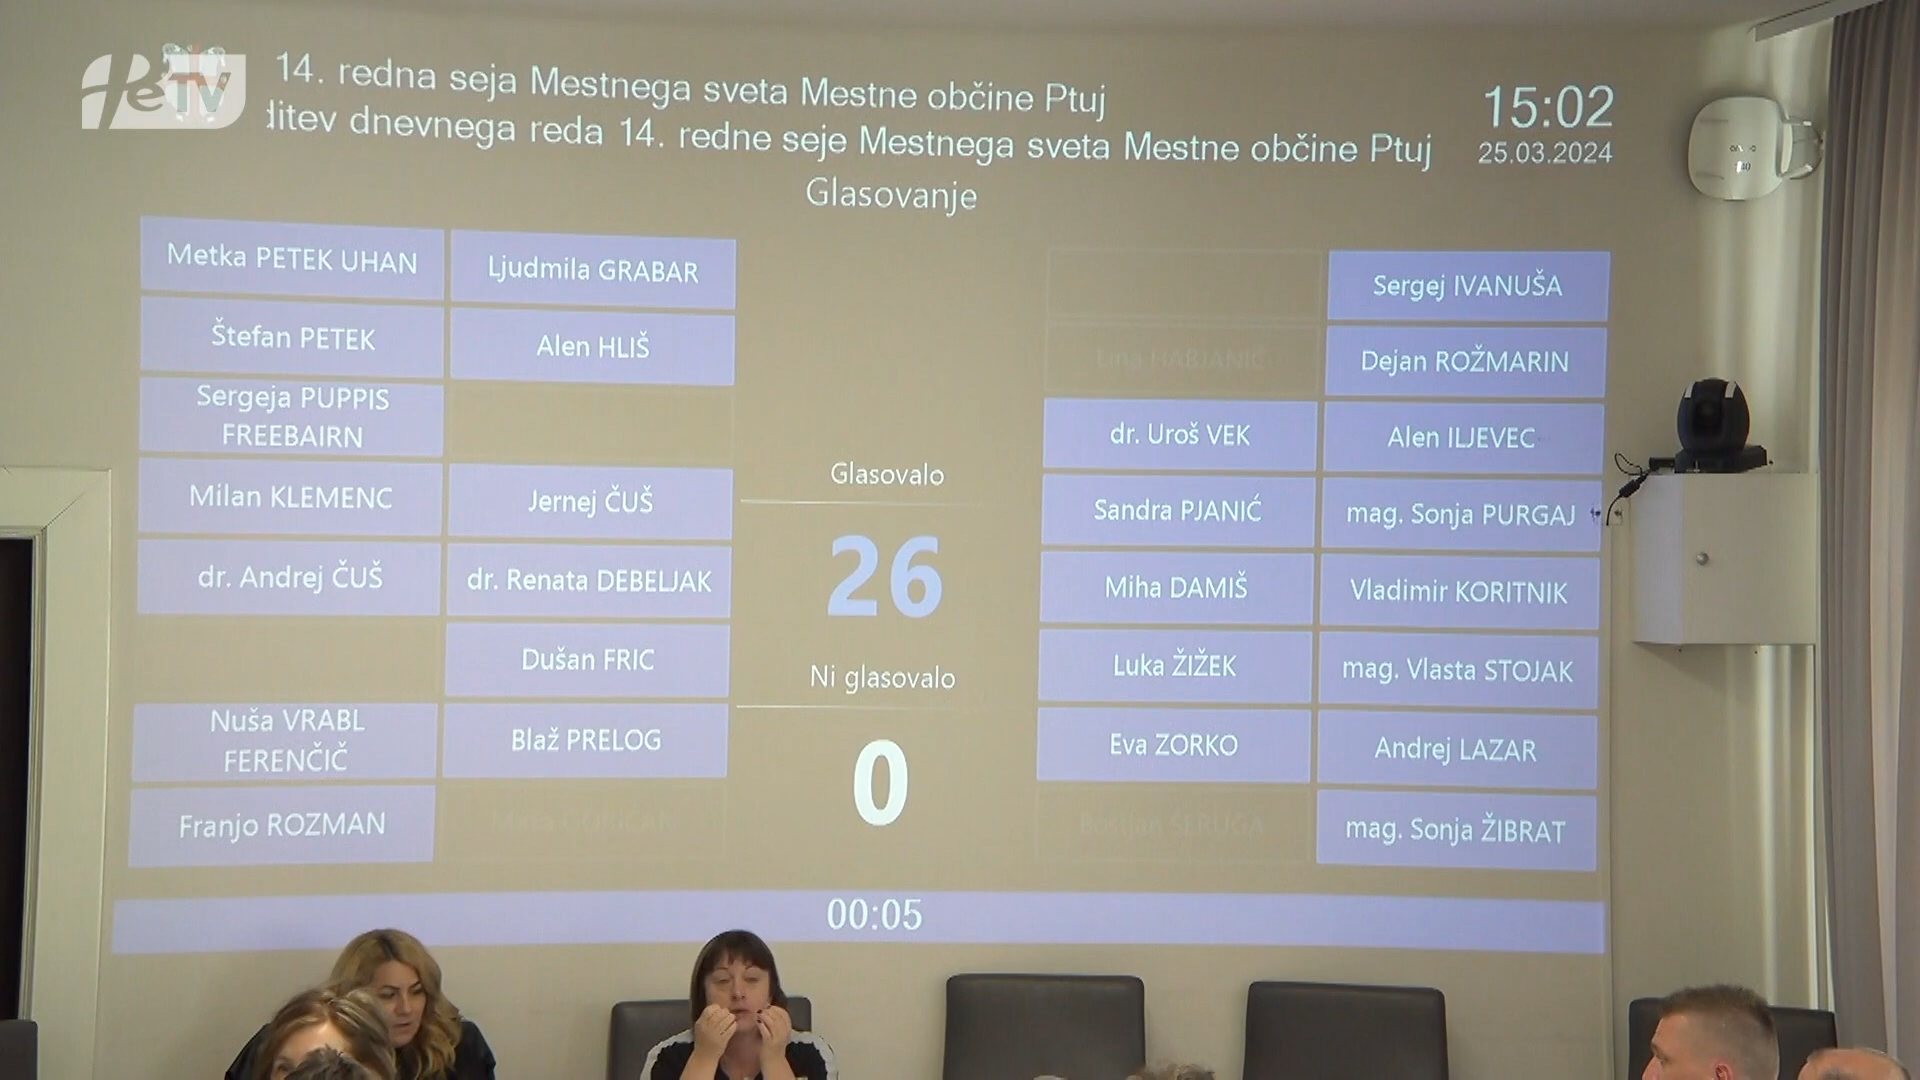 PeTV
14. redna seja Mestnega sveta Mestne občine Ptuj
ditev dnevnega reda 14. redne seje Mestnega sveta Mestne občine Ptuj
15:02
25.03.2024
Glasovanje
Metka PETEK UHAN
Štefan PETEK
Sergeja PUPPIS
FREEBAIRN
Milan KLEMENC
dr. Andrej ČUŠ
Nuša VRABL
FERENČIČ
Franjo ROZMAN
Ljudmila GRABAR
Alen HLIŠ
Jernej ČUŠ
dr. Renata DEBELJAK
Dušan FRIC
Blaž PRELOG
Glasovalo
26
Ni glasovalo
0
HABJANIČ
dr. Uroš VEK
Sandra PJANIĆ
Miha DAMIŠ
Luka ŽIŽEK
Eva ZORKO
Boštjan ŠERUGA
Sergej IVANUŠA
Dejan ROŽMARIN
Alen ILJEVEC
mag. Sonja PURGAJ
Vladimir KORITNIK
mag. Vlasta STOJAK
Andrej LAZAR
mag. Sonja ŽIBRAT
00:05